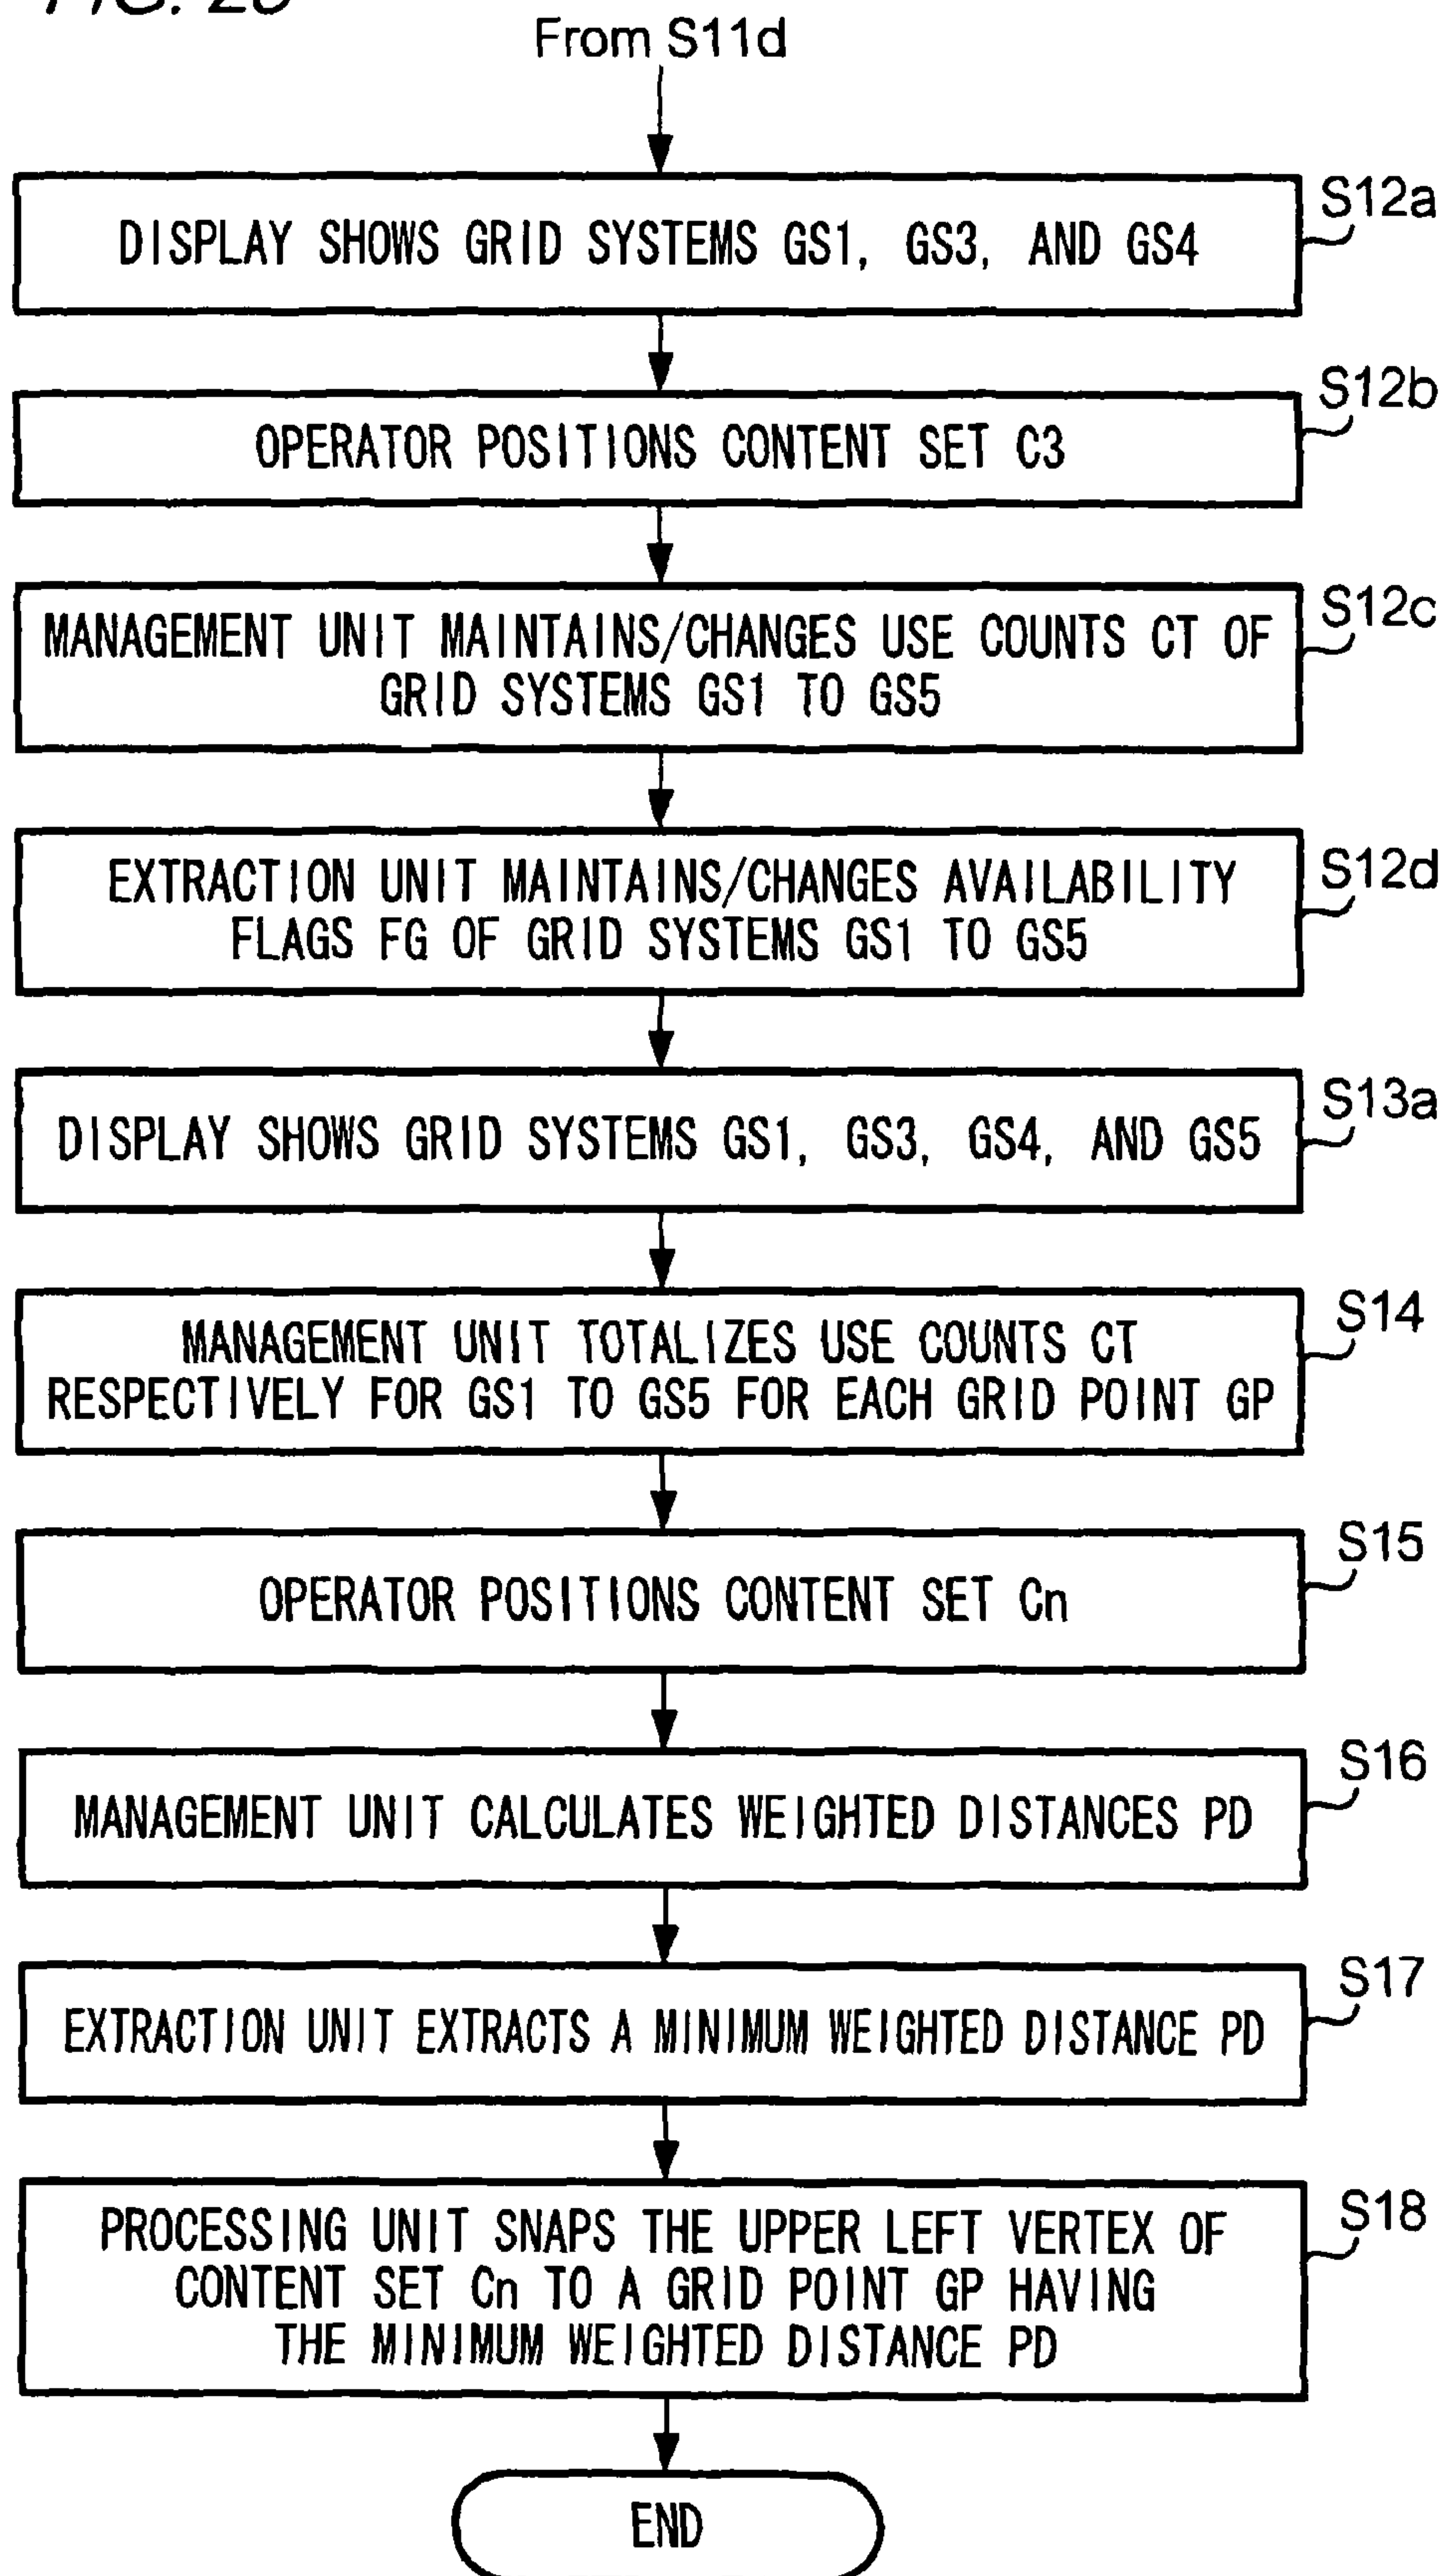 From S11d
S12a
DISPLAY SHOWS GRID SYSTEMS GS1, GS3, AND GS4
S12b
OPERATOR POSITIONS CONTENT SET C3
S12c
MANAGEMENT UNIT MAINTAINS/CHANGES USE COUNTS CT OF
GRID SYSTEMS GS1 TO GS5
S12d
EXTRACTION UNIT MAINTAINS/CHANGES AVAILABILITY
FLAGS FG OF GRID SYSTEMS GS1 TO GS5
S13a
DISPLAY SHOWS GRID SYSTEMS GS1, GS3, GS4, AND GS5
S14
MANAGEMENT UNIT TOTALIZES USE COUNTS CT
RESPECTIVELY FOR GS1 TO GS5 FOR EACH GRID POINT GP
S15
OPERATOR POSITIONS CONTENT SET Cn
S16
MANAGEMENT UNIT CALCULATES WEIGHTED DISTANCES PD
S17
EXTRACTION UNIT EXTRACTS A MINIMUM WEIGHTED DISTANCE PD
S18
PROCESSING UNIT SNAPS THE UPPER LEFT VERTEX OF
CONTENT SET Cn TO A GRID POINT GP HAVING
THE MINIMUM WEIGHTED DISTANCE PD
END